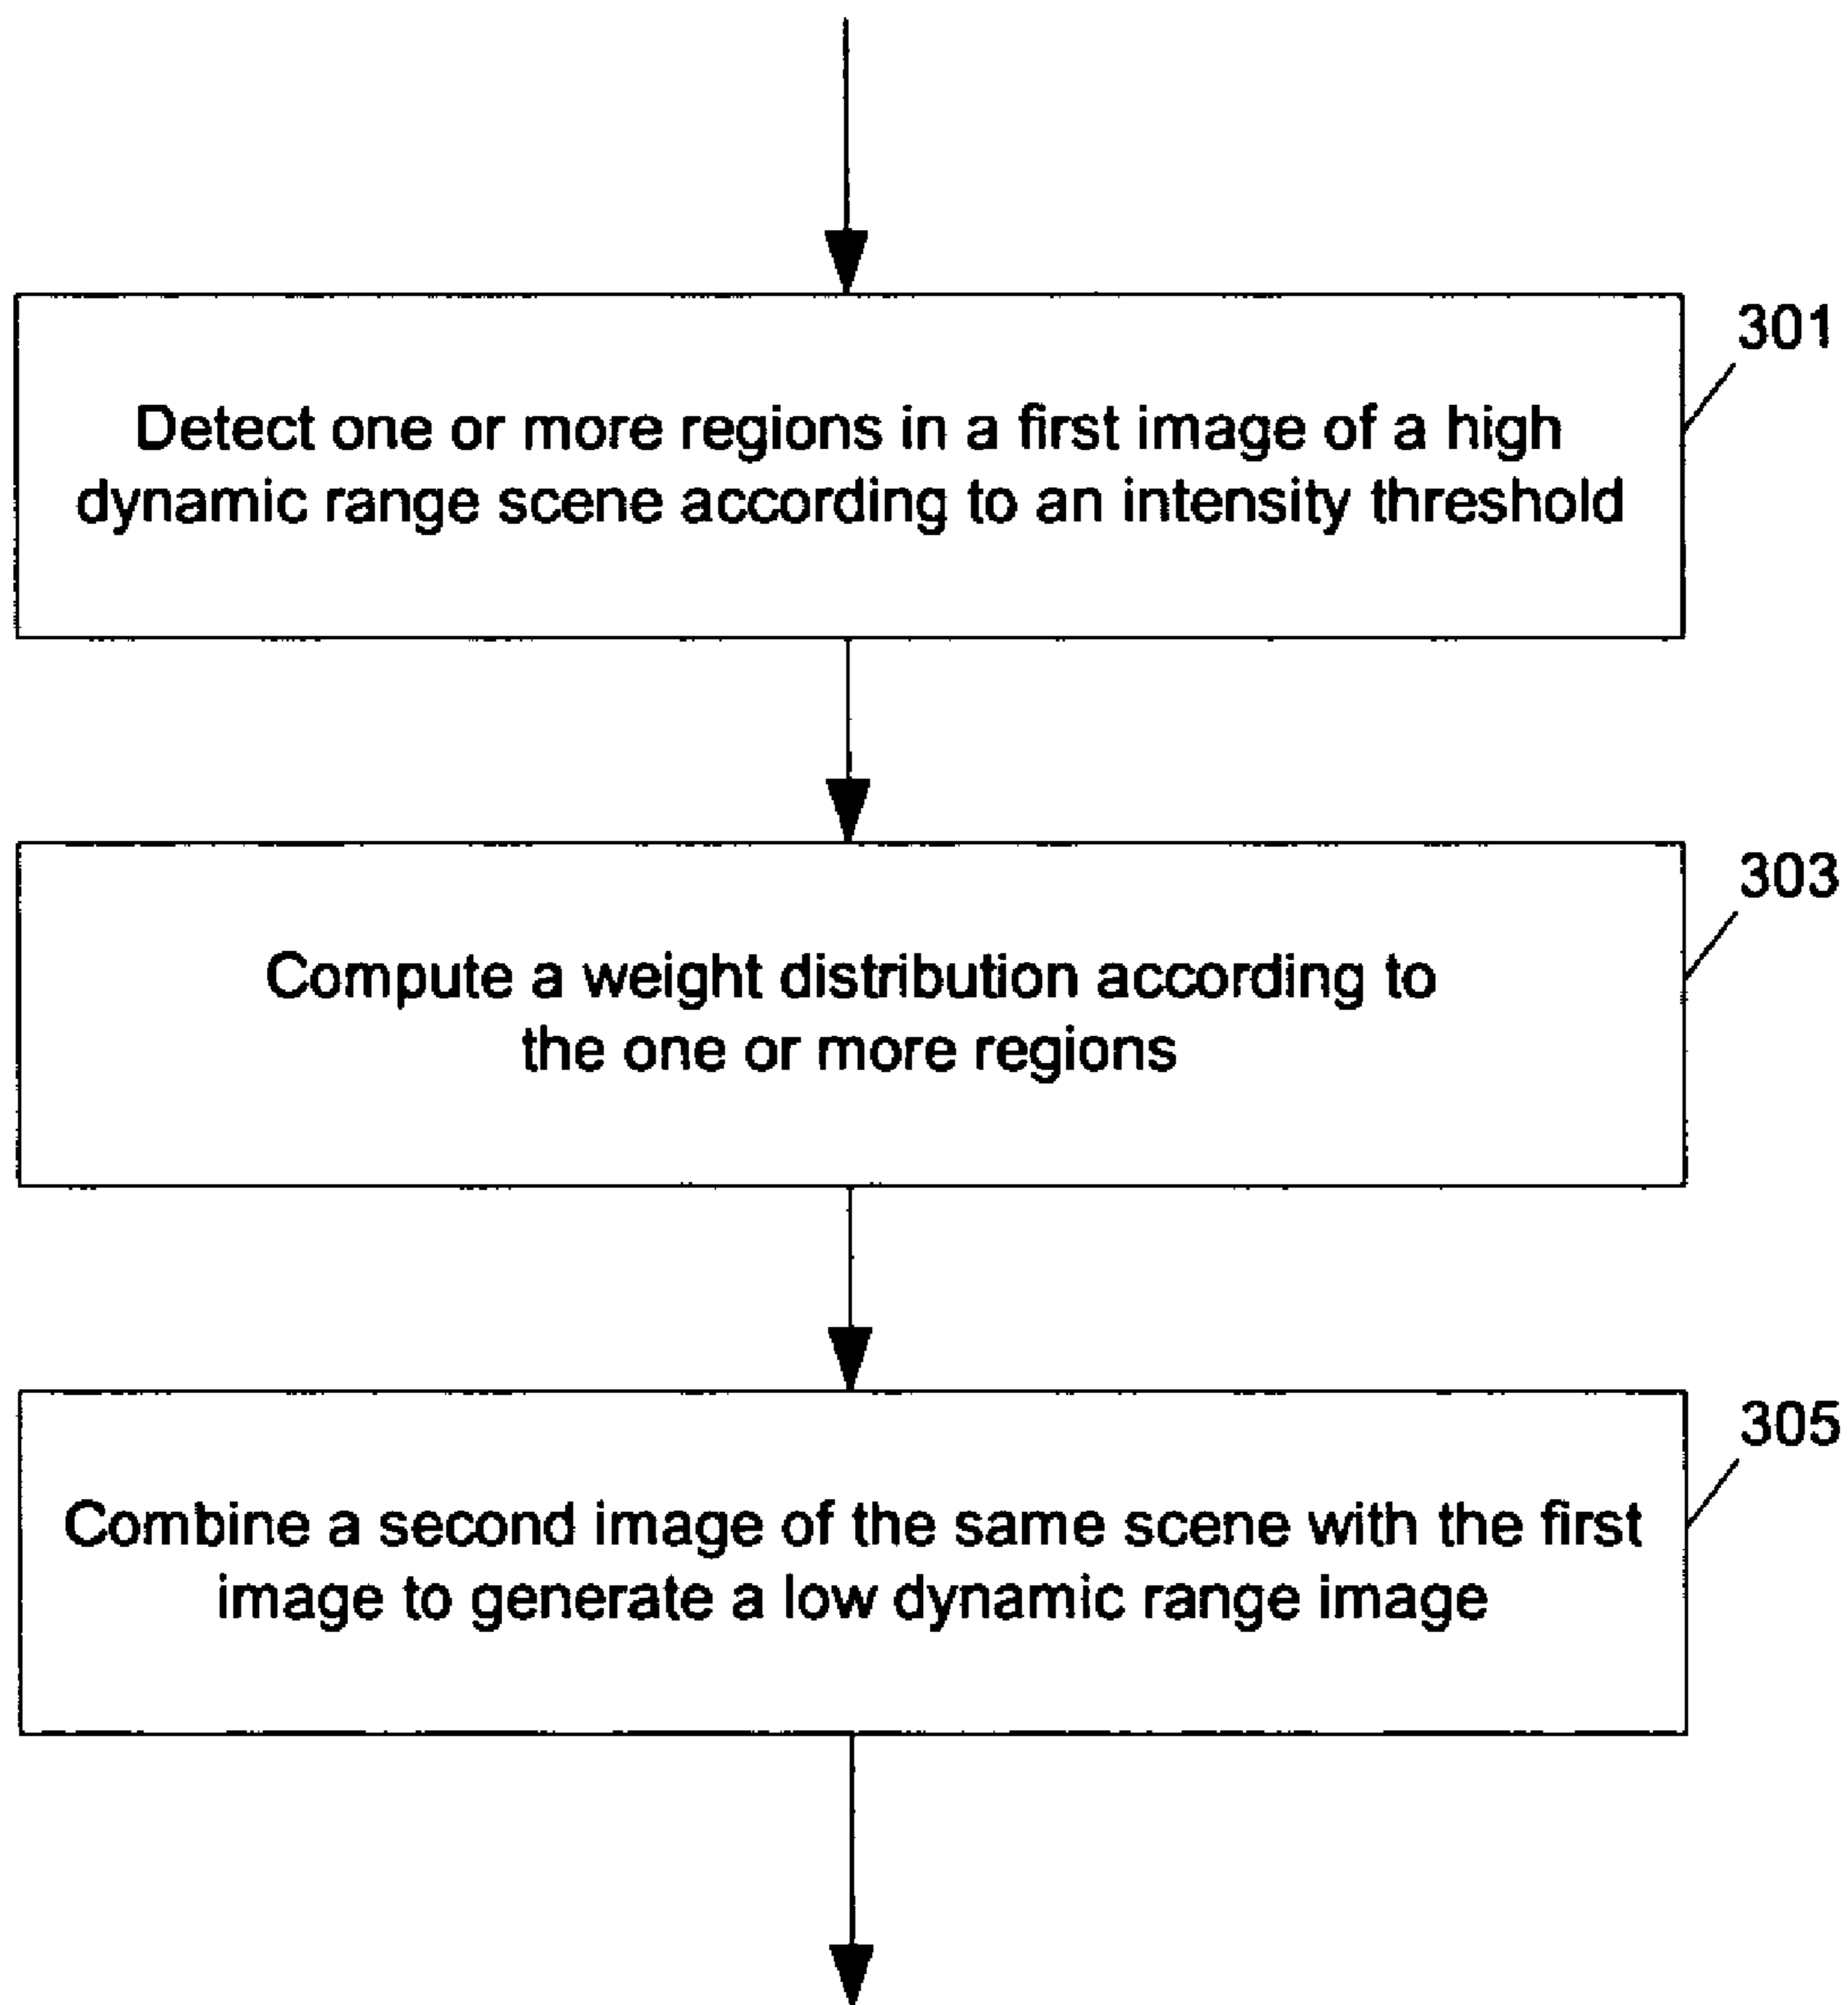 301
Detect one or more regions in a first image of a high
dynamic range scene according to an intensity threshold
303
Compute a weight distribution according to
the one or more regions
305
Combine a second image of the same scene with the first
image to generate a low dynamic range image